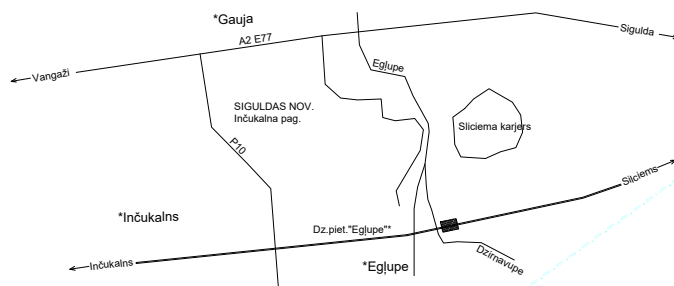 *Gauja
A2 E77
Sigulda
Vangaži
Egļupe
SIGULDAS NOV.
Inčukalna pag.
Sliciema karjers
P10
Silciems
*Inčukalns
Dz.piet."Egļupe"*
Inčukalns
*Egļupe
Dzirnavupe